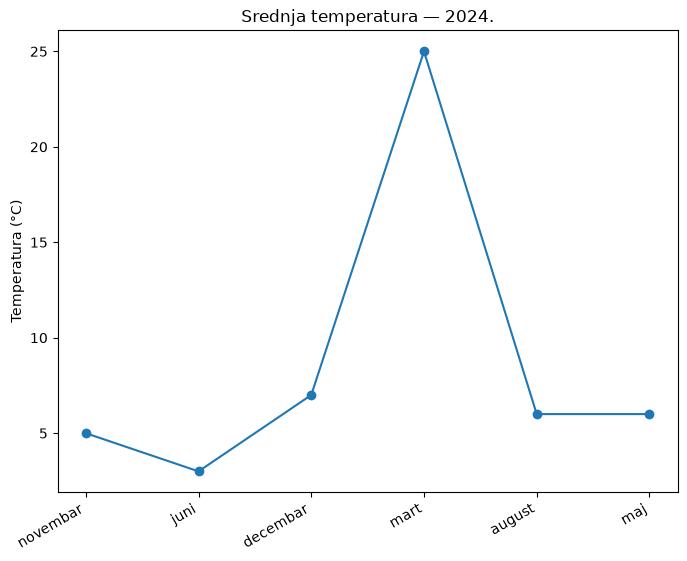 Srednja temperatura — 2024.
Temperatura (°C)
25
20
15
10
5
novembar
juni
decembar
mart
august
maj